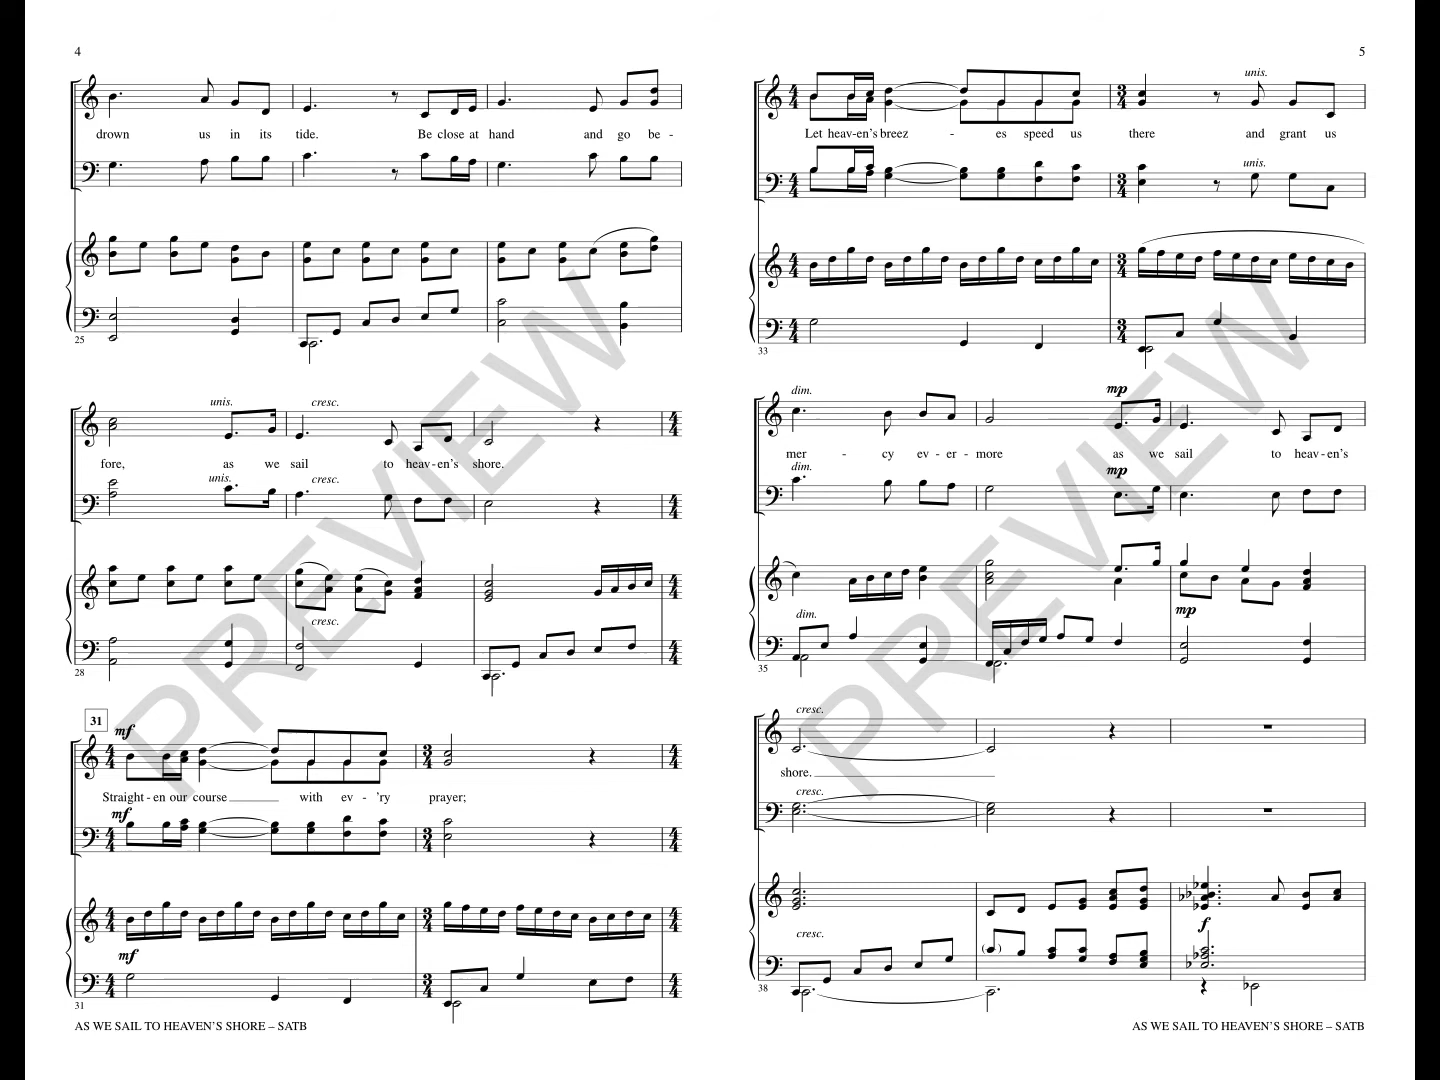 4
drown us in its tide. Be close at hand and go be -
25
unis. cresc.
fore, as we sail to heav - en's shore.
unis. cresc.
cresc.
28
31
mf
Straight - en our course with ev - 'ry prayer;
mf
mf
31
AS WE SAIL TO HEAVEN'S SHORE – SATB
5
unis.
Let heav - en's breez - es speed us there and grant us
unis.
33
dim. mp
mer - cy ev - er - more as we sail to heav - en's
dim. mp
mp
dim.
35
cresc.
shore.
cresc.
cresc.
f
38
AS WE SAIL TO HEAVEN'S SHORE – SATB
PREVIEW
PREVIEW